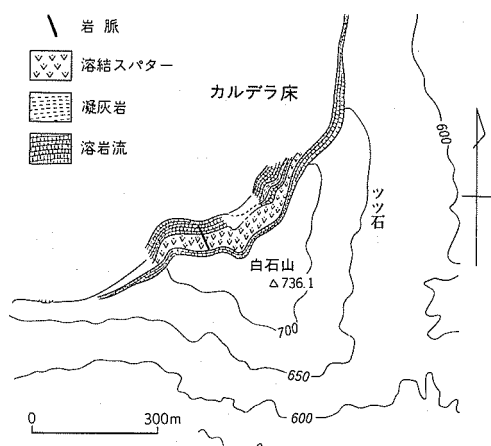 岩脈
溶結スパター
凝灰岩
溶岩流
カルデラ床
600
ツツ石
白石山
△736.1
700
650
600
0 300m